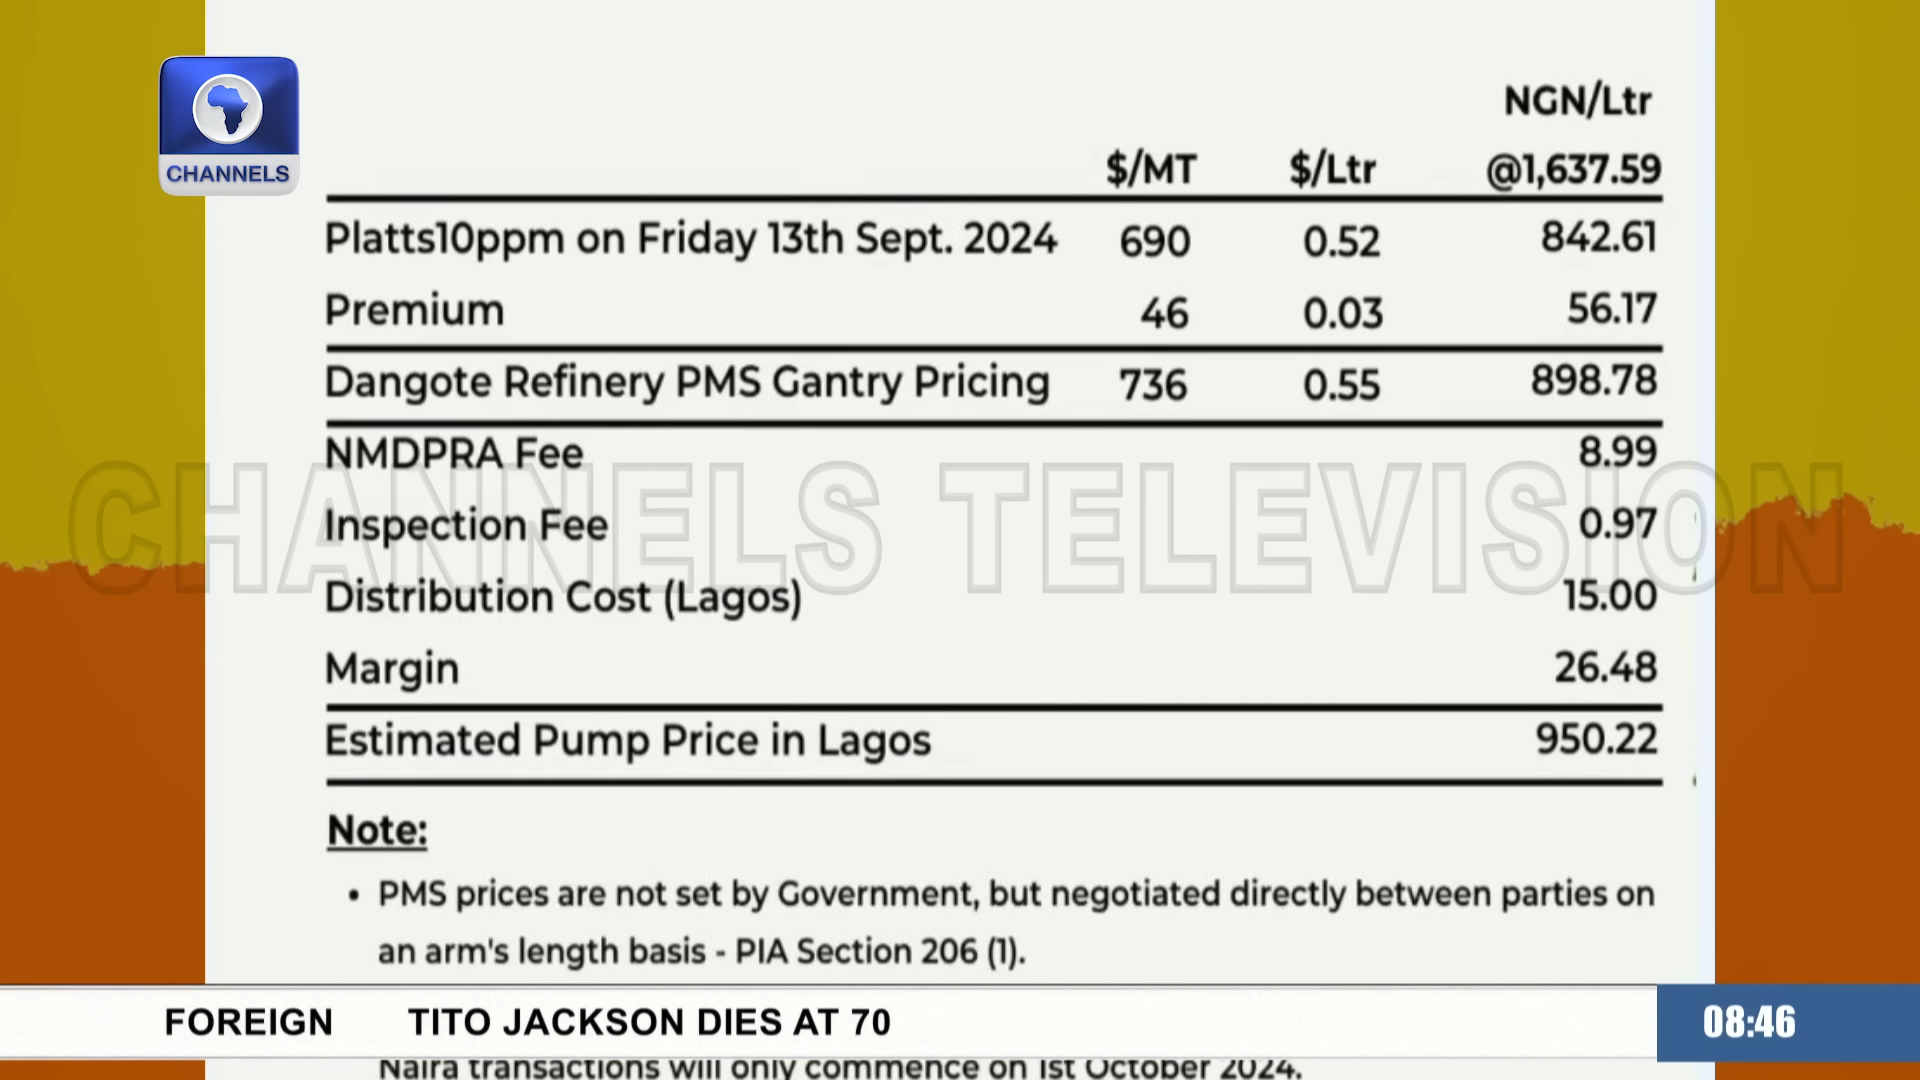 CHANNELS
NGN/Ltr
$/MT $/Ltr @1,637.59
Platts10ppm on Friday 13th Sept. 2024 690 0.52 842.61
Premium 46 0.03 56.17
Dangote Refinery PMS Gantry Pricing 736 0.55 898.78
NMDPRA Fee 8.99
CHANNELS TELEVISION
Inspection Fee 0.97
Distribution Cost (Lagos) 15.00
Margin 26.48
Estimated Pump Price in Lagos 950.22
Note:
• PMS prices are not set by Government, but negotiated directly between parties on
an arm's length basis - PIA Section 206 (1).
FOREIGN TITO JACKSON DIES AT 70 08:46
Naira transactions will only commence on 1st October 2024.